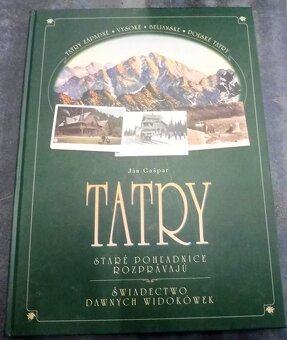 TATRY ZÁPADNÉ • VYSOKÉ • BELIANSKE • POĽSKÉ TATRY
Ján Gašpar
TATRY
STARÉ POHĽADNICE
ROZPRÁVAJÚ
ŚWIADECTWO
DAWNYCH WIDOKÓWEK